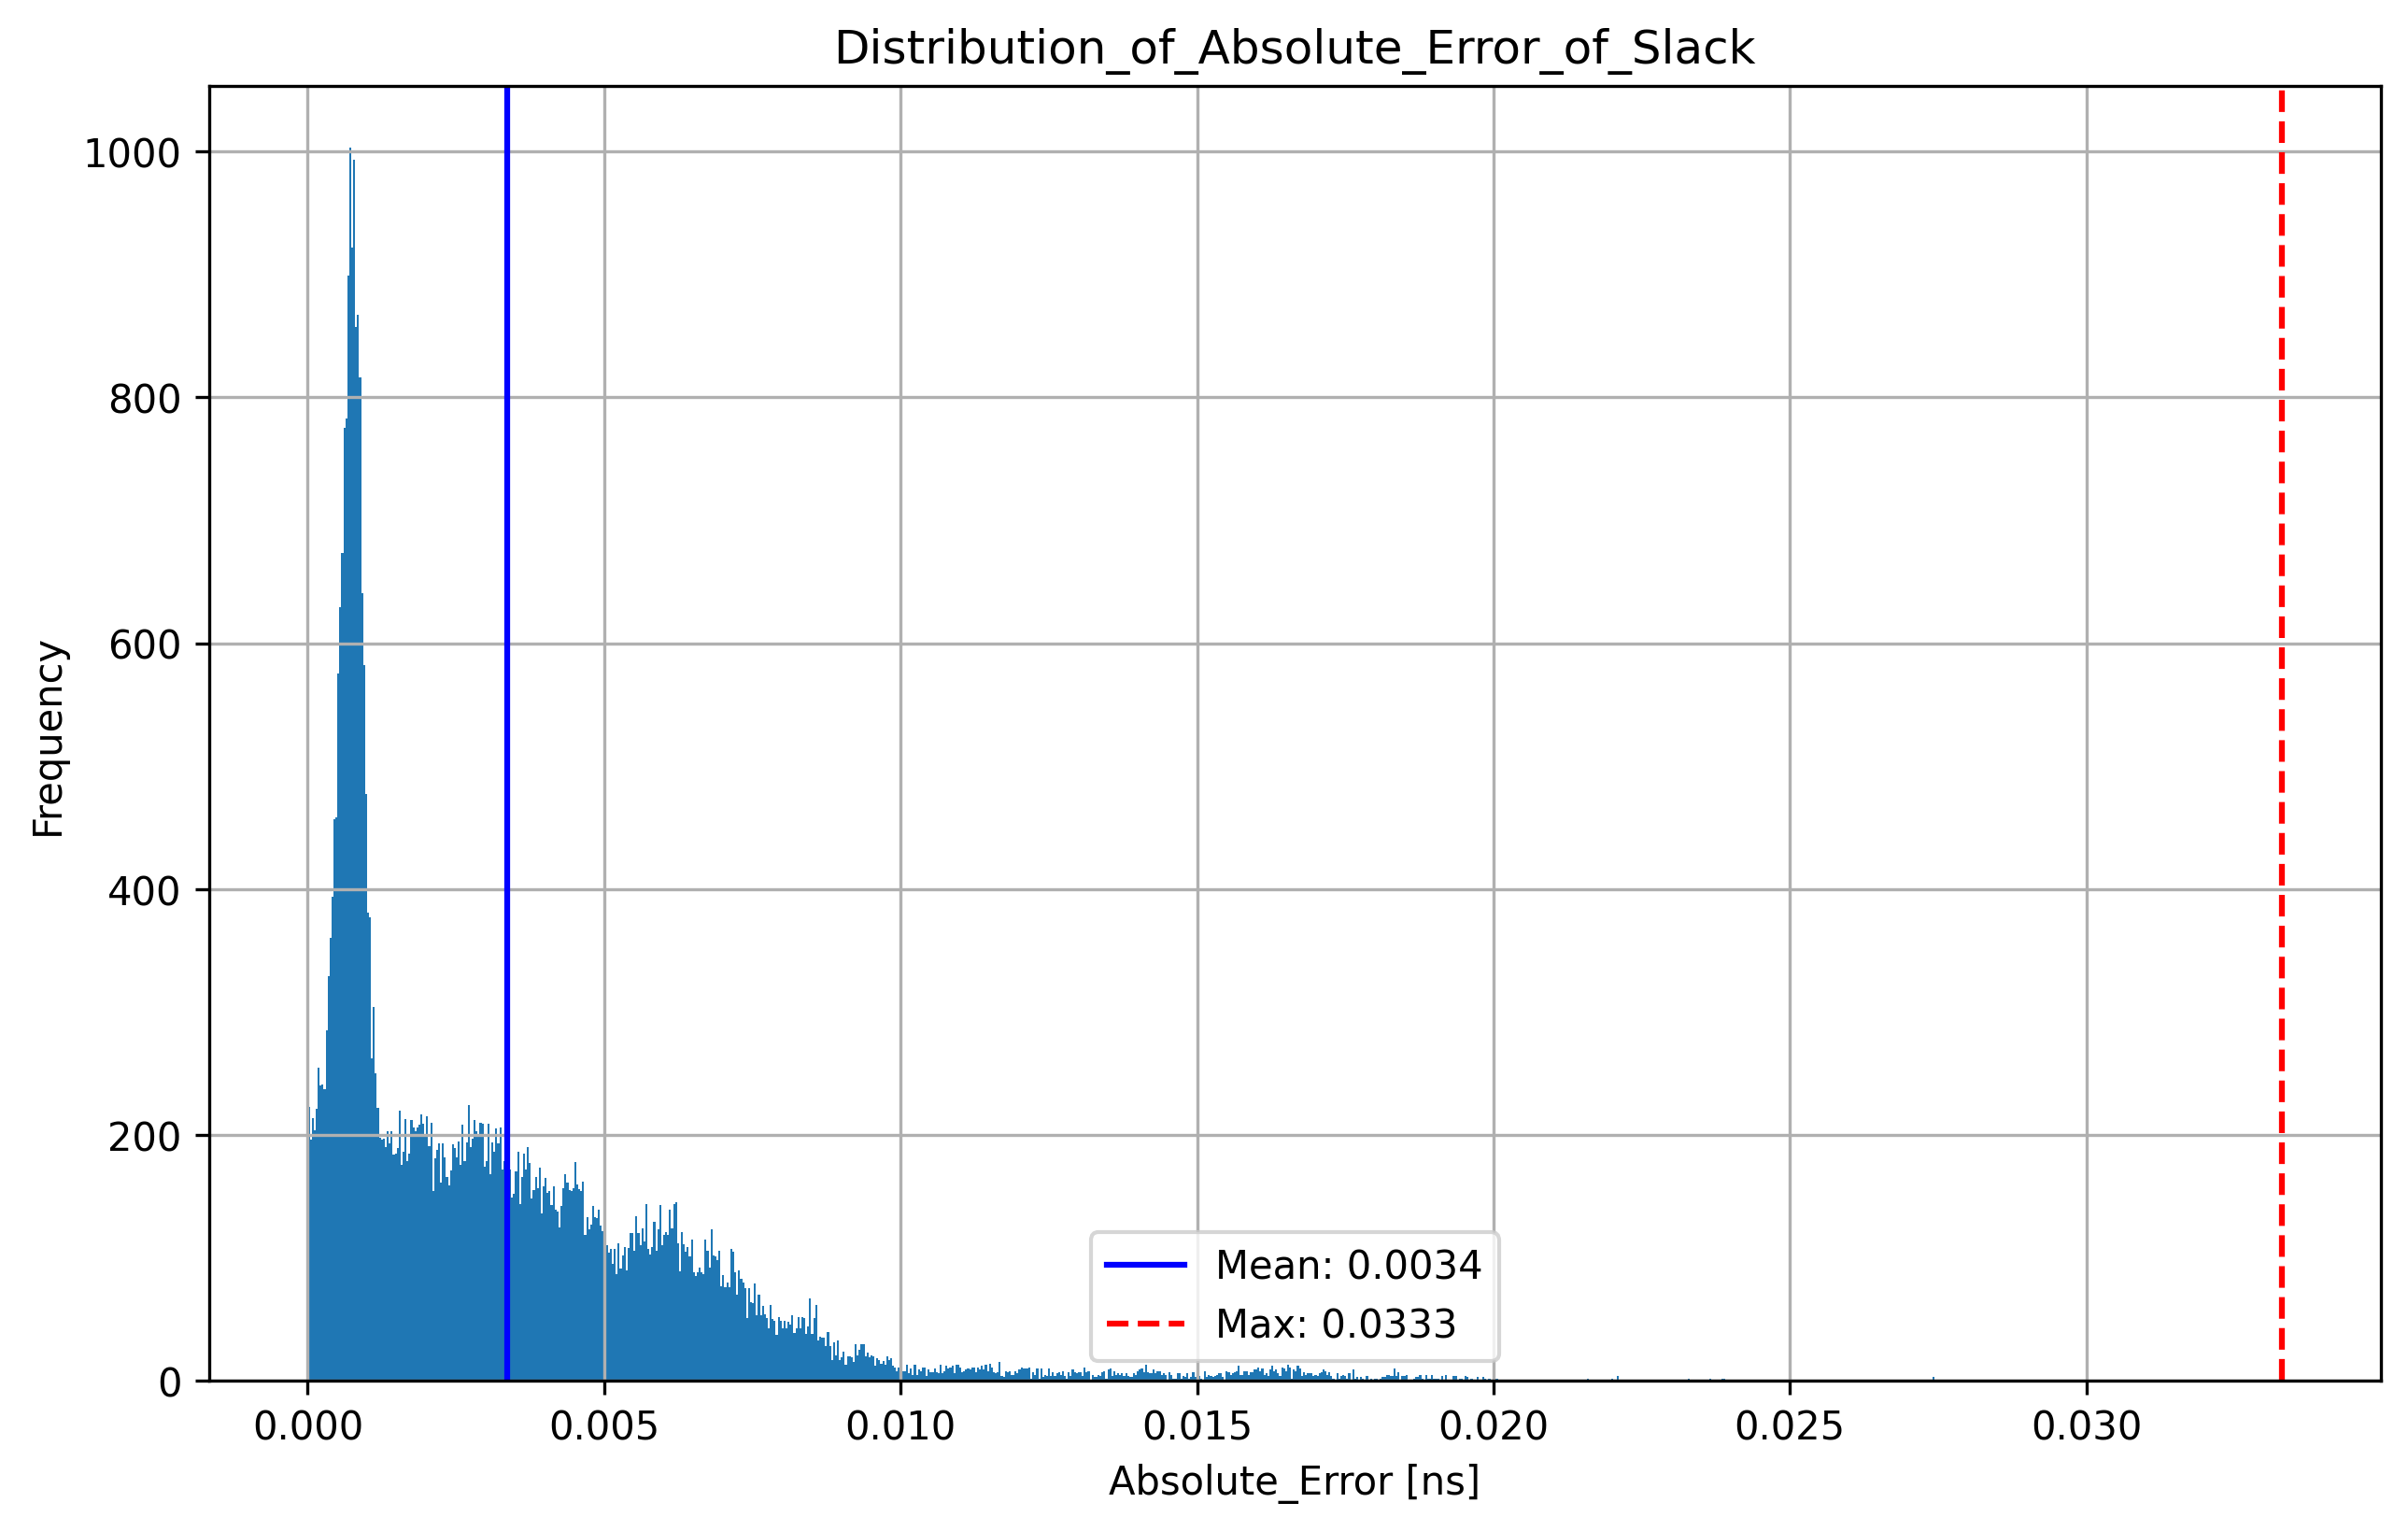 Distribution_of_Absolute_Error_of_Slack
1000
800
600
400
200
0
Frequency
0.000 0.005 0.010 0.015 0.020 0.025 0.030
Absolute_Error [ns]
Mean: 0.0034
Max: 0.0333